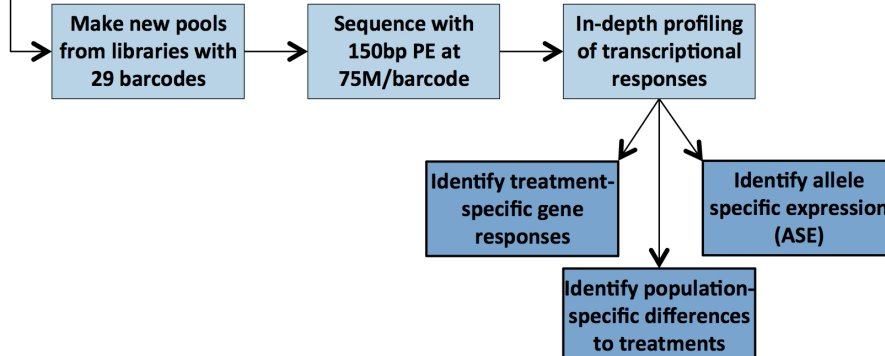 Make new pools
from libraries with
29 barcodes
Sequence with
150bp PE at
75M/barcode
In-depth profiling
of transcriptional
responses
Identify treatment-
specific gene
responses
Identify allele
specific expression
(ASE)
Identify population-
specific differences
to treatments